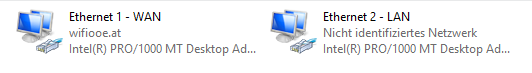 Ethernet 1 - WAN
wifiooe.at
Intel(R) PRO/1000 MT Desktop Ad...
Ethernet 2 - LAN
Nicht identifiziertes Netzwerk
Intel(R) PRO/1000 MT Desktop Ad...